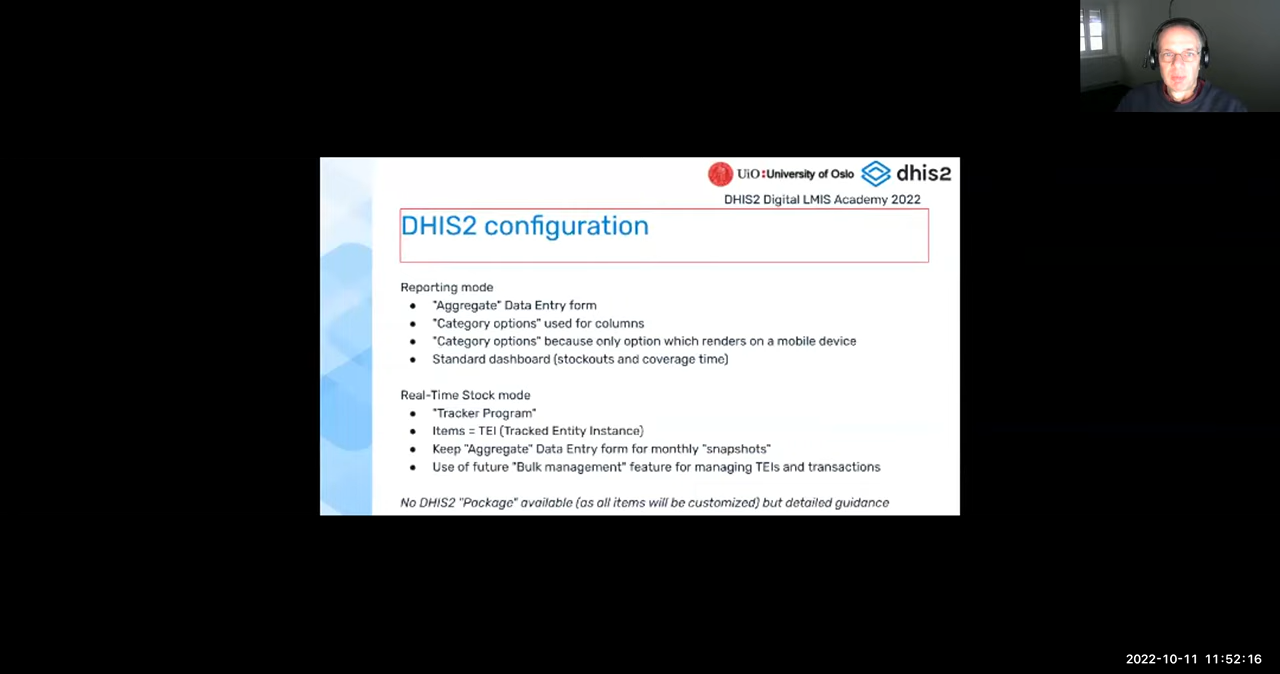 UiO:University of Oslo dhis2
DHIS2 Digital LMIS Academy 2022
DHIS2 configuration
Reporting mode
● "Aggregate" Data Entry form
● "Category options" used for columns
● "Category options" because only option which renders on a mobile device
● Standard dashboard (stockouts and coverage time)
Real-Time Stock mode
● "Tracker Program"
● Items = TEI (Tracked Entity Instance)
● Keep "Aggregate" Data Entry form for monthly "snapshots"
● Use of future "Bulk management" feature for managing TEIs and transactions
No DHIS2 "Package" available (as all items will be customized) but detailed guidance
2022-10-11 11:52:16